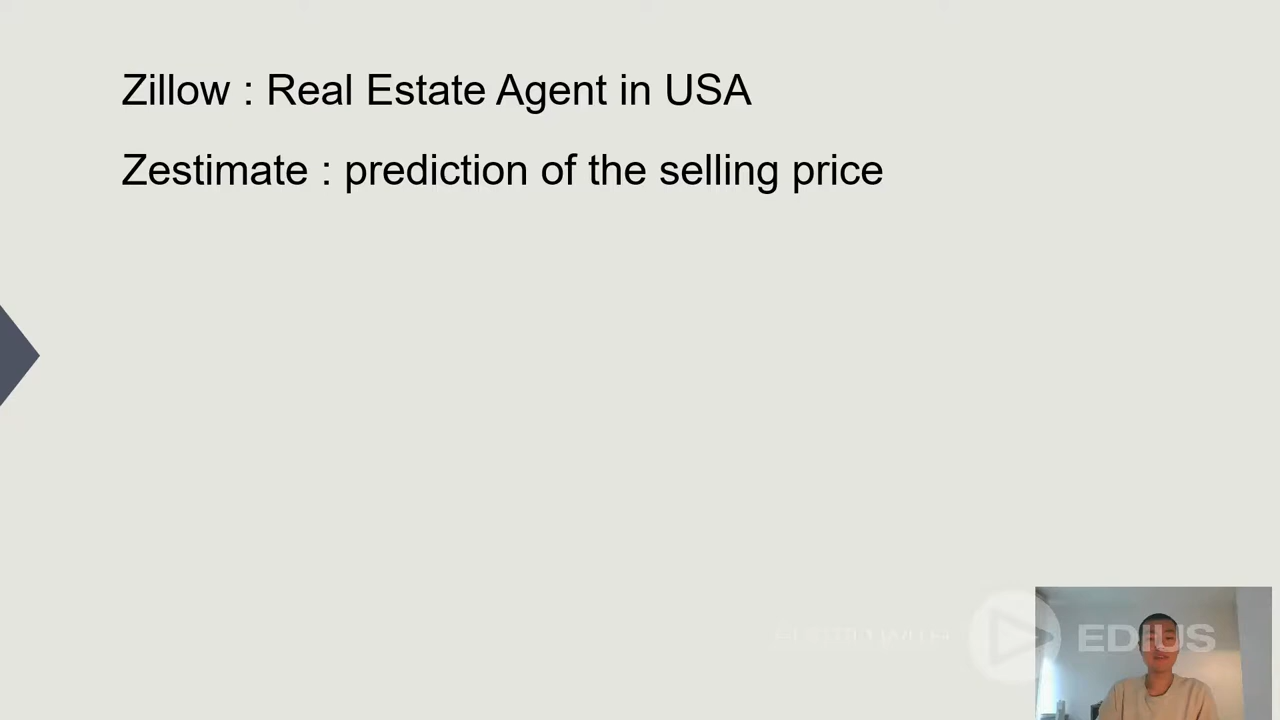 Zillow : Real Estate Agent in USA
Zestimate : prediction of the selling price
EDIUS